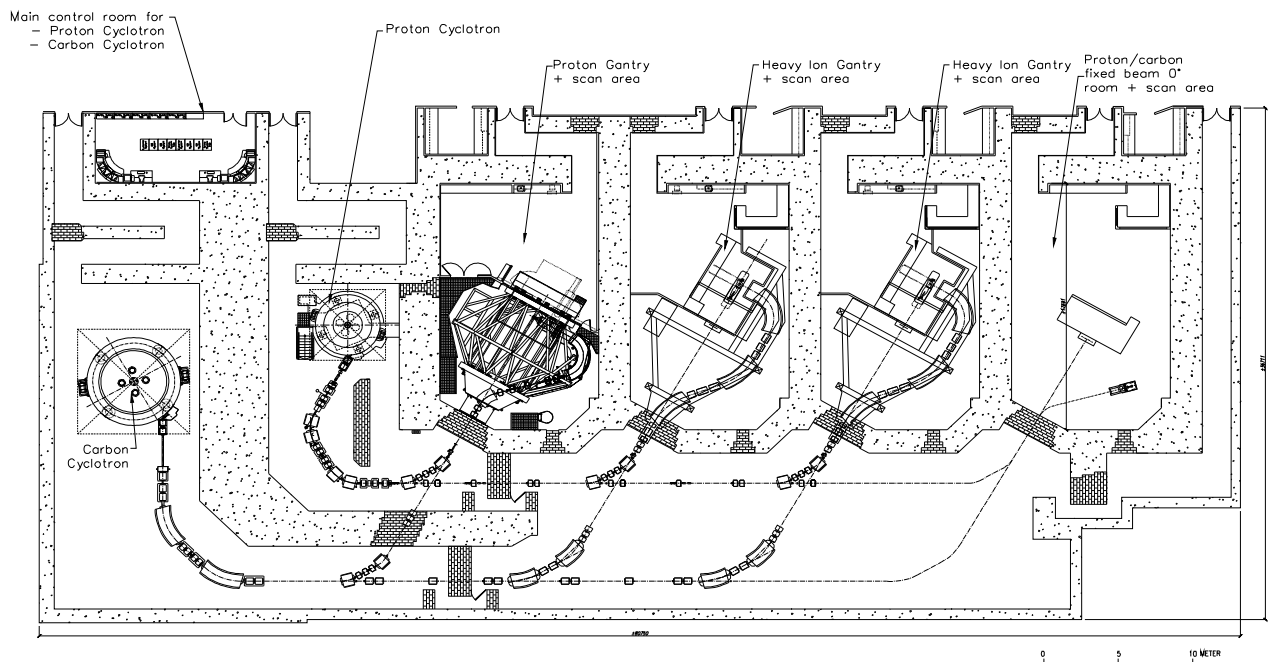 Main control room for
– Proton Cyclotron
– Carbon Cyclotron
Proton Cyclotron
Proton Gantry
+ scan area
Heavy Ion Gantry
+ scan area
Heavy Ion Gantry
+ scan area
Proton/carbon
fixed beam 0°
room + scan area
Carbon
Cyclotron
0 5 10 METER